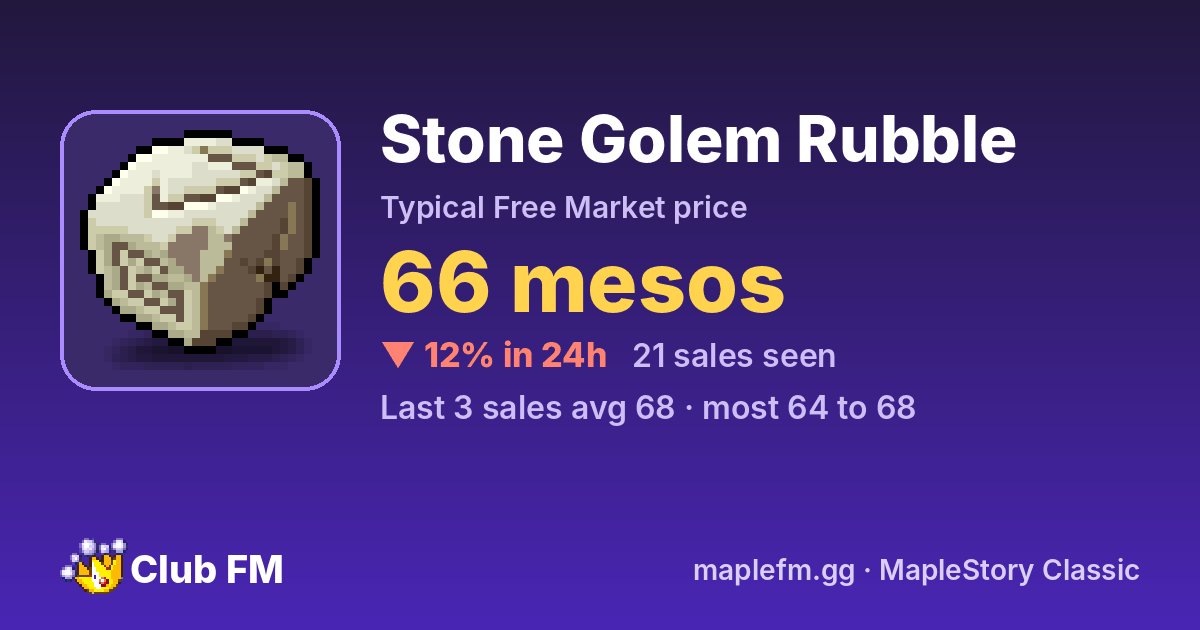 Stone Golem Rubble
Typical Free Market price
66 mesos
▼ 12% in 24h 21 sales seen
Last 3 sales avg 68 · most 64 to 68
Club FM
maplefm.gg · MapleStory Classic